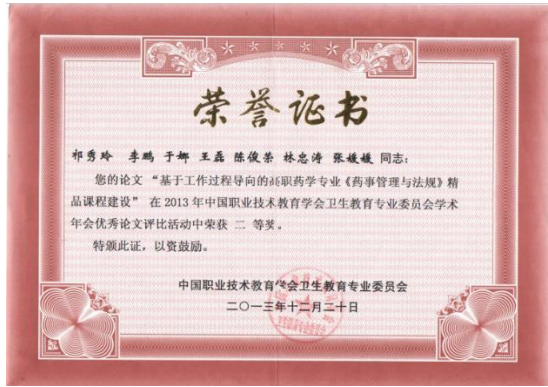 荣誉证书
祁秀玲 李鹏 于娜 王磊 陈俊荣 林忠涛 张媛媛 同志：
您的论文 “基于工作过程导向的高职药学专业《药事管理与法规》精
品课程建设” 在 2013 年中国职业技术教育学会卫生教育专业委员会学术
年会优秀论文评比活动中荣获 二 等奖。
特颁此证，以资鼓励。
中国职业技术教育学会卫生教育专业委员会
二〇一三年十二月二十日